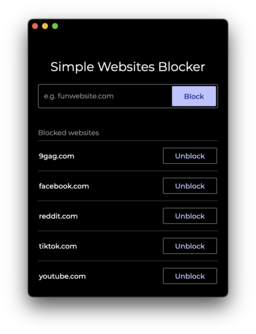 Simple Websites Blocker
e.g. funwebsite.com Block
Blocked websites
9gag.com Unblock
facebook.com Unblock
reddit.com Unblock
tiktok.com Unblock
youtube.com Unblock